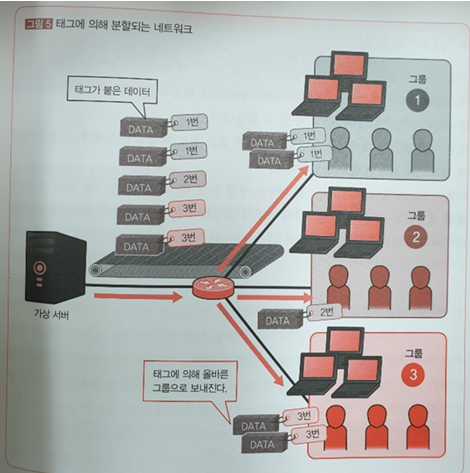 그림 5 태그에 의해 분할되는 네트워크
태그가 붙은 데이터
DATA 1번
DATA 1번
DATA 2번
DATA 3번
DATA 3번
가상 서버
DATA 1번
DATA 1번
그룹
1
그룹
2
DATA 2번
그룹
3
태그에 의해 올바른
그룹으로 보내진다.
DATA 3번
DATA 3번